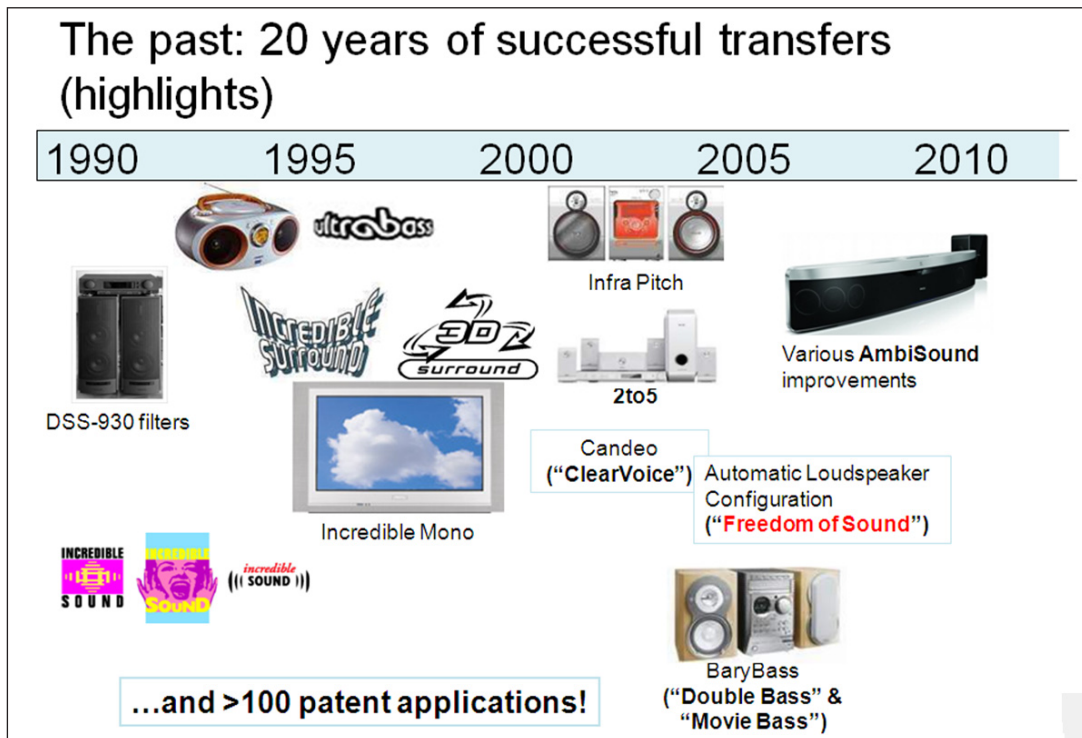 The past: 20 years of successful transfers
(highlights)
1990 1995 2000 2005 2010
ultrabass
Infra Pitch
INCREDIBLE
SURROUND
3D
surround
Various AmbiSound
improvements
DSS-930 filters
2to5
Candeo
(“ClearVoice”)
Automatic Loudspeaker
Configuration
(“Freedom of Sound”)
Incredible Mono
INCREDIBLE
SOUND
INCREDIBLE
SOUND
incredible
((( SOUND )))
BaryBass
(“Double Bass” &
“Movie Bass”)
...and >100 patent applications!